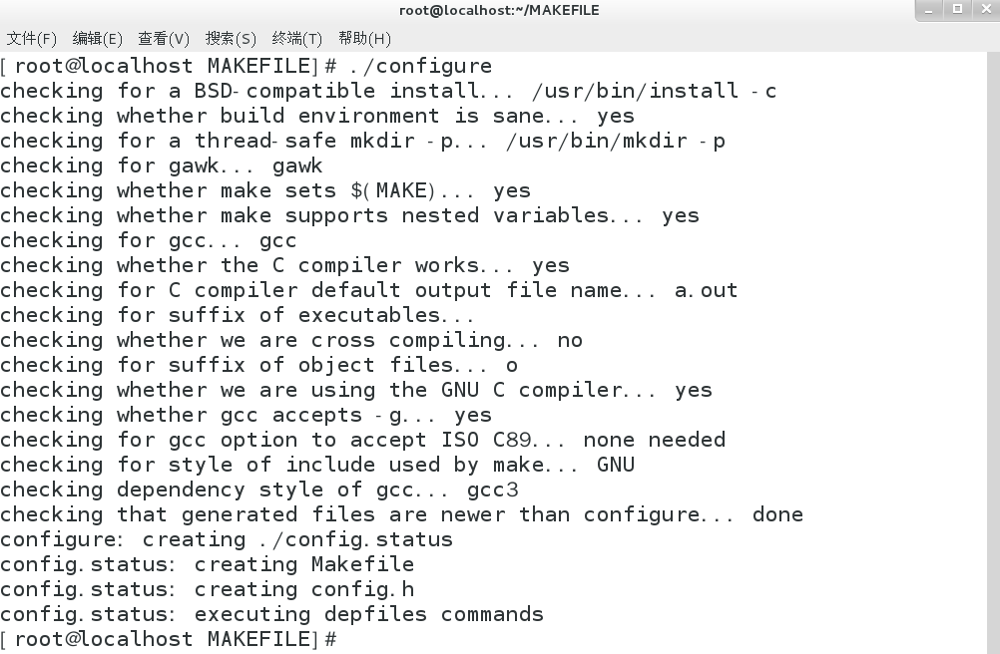 root@localhost:~/MAKEFILE
文件(F) 编辑(E) 查看(V) 搜索(S) 终端(T) 帮助(H)
[root@localhost MAKEFILE]# ./configure
checking for a BSD-compatible install... /usr/bin/install -c
checking whether build environment is sane... yes
checking for a thread-safe mkdir -p... /usr/bin/mkdir -p
checking for gawk... gawk
checking whether make sets $(MAKE)... yes
checking whether make supports nested variables... yes
checking for gcc... gcc
checking whether the C compiler works... yes
checking for C compiler default output file name... a.out
checking for suffix of executables...
checking whether we are cross compiling... no
checking for suffix of object files... o
checking whether we are using the GNU C compiler... yes
checking whether gcc accepts -g... yes
checking for gcc option to accept ISO C89... none needed
checking for style of include used by make... GNU
checking dependency style of gcc... gcc3
checking that generated files are newer than configure... done
configure: creating ./config.status
config.status: creating Makefile
config.status: creating config.h
config.status: executing depfiles commands
[root@localhost MAKEFILE]#